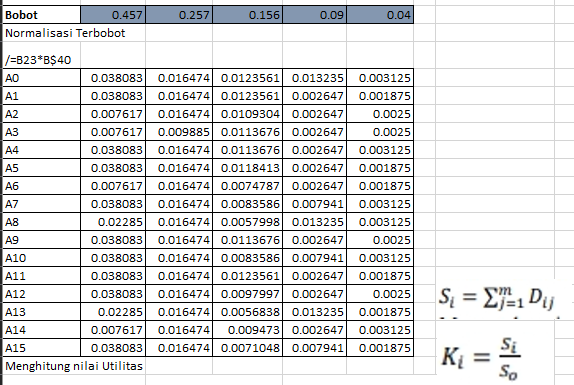 Bobot 0.457 0.257 0.156 0.09 0.04
Normalisasi Terbobot
/=B23*B$40
A0 0.038083 0.016474 0.0123561 0.013235 0.003125
A1 0.038083 0.016474 0.0123561 0.002647 0.001875
A2 0.007617 0.016474 0.0109304 0.002647 0.0025
A3 0.007617 0.009885 0.0113676 0.002647 0.0025
A4 0.038083 0.016474 0.0113676 0.002647 0.003125
A5 0.038083 0.016474 0.0118413 0.002647 0.001875
A6 0.007617 0.016474 0.0074787 0.002647 0.001875
A7 0.038083 0.016474 0.0083586 0.007941 0.003125
A8 0.02285 0.016474 0.0057998 0.013235 0.003125
A9 0.038083 0.016474 0.0113676 0.002647 0.0025
A10 0.038083 0.016474 0.0083586 0.007941 0.003125
A11 0.038083 0.016474 0.0123561 0.002647 0.001875
A12 0.038083 0.016474 0.0097997 0.002647 0.0025
A13 0.02285 0.016474 0.0056838 0.013235 0.001875
A14 0.007617 0.016474 0.009473 0.002647 0.003125
A15 0.038083 0.016474 0.0071048 0.007941 0.001875
Menghitung nilai Utilitas
S_i = Σ_{j=1}^{m} D_{ij}
K_i = S_i / S_o